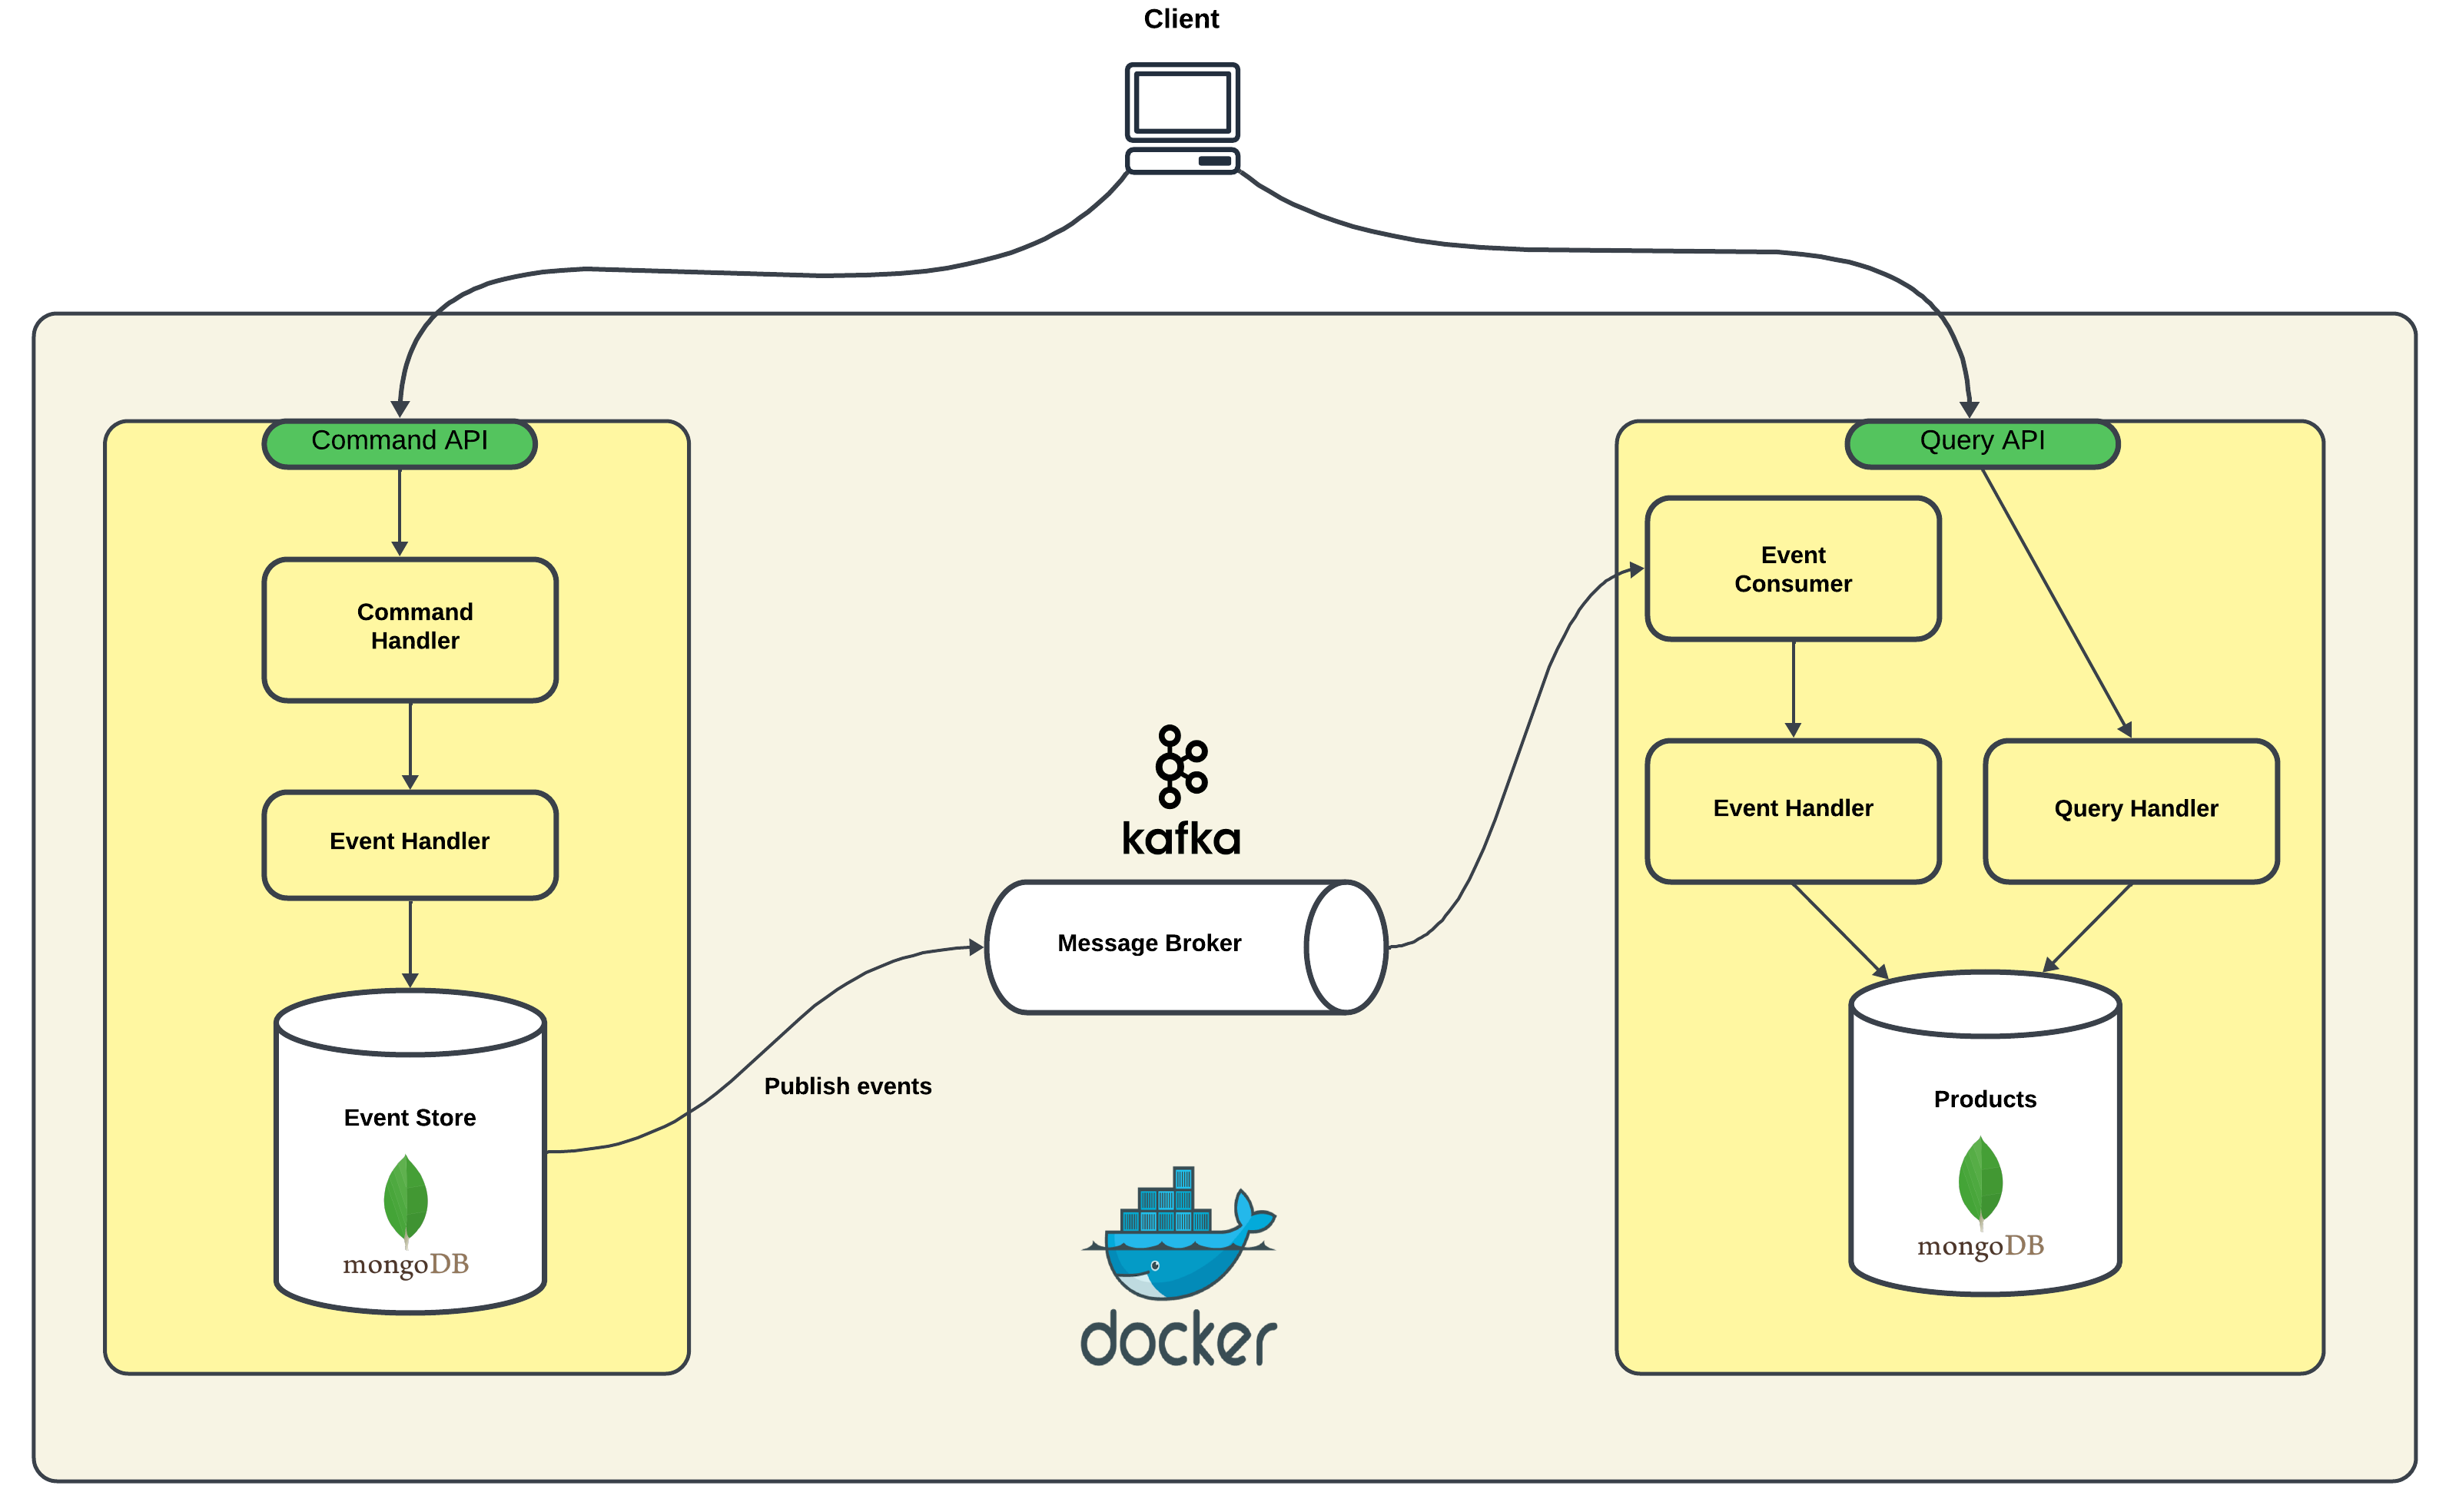 Client
Command API
Query API
Event
Consumer
Command
Handler
kafka
Event Handler
Query Handler
Event Handler
Message Broker
Publish events
Event Store
mongoDB
Products
mongoDB
docker